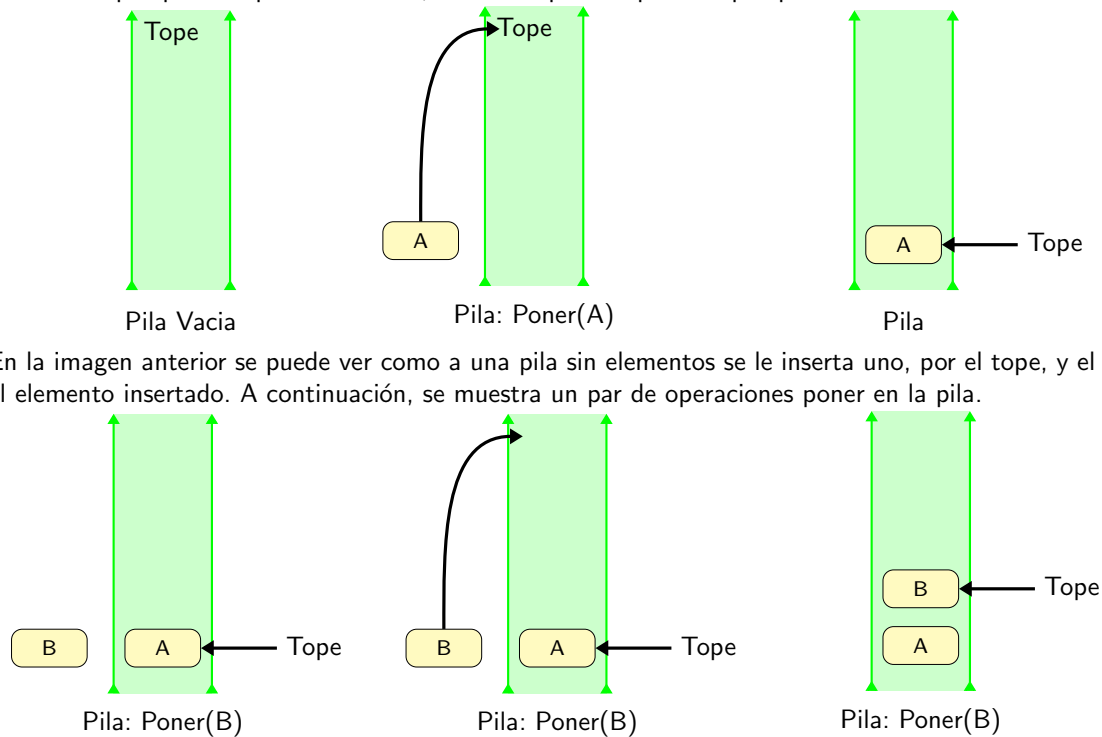 Tope
Tope
A
A
Tope
Pila Vacia
Pila: Poner(A)
Pila
En la imagen anterior se puede ver como a una pila sin elementos se le inserta uno, por el tope, y el
l elemento insertado. A continuación, se muestra un par de operaciones poner en la pila.
B
A
Tope
B
A
Tope
B
Tope
A
Pila: Poner(B)
Pila: Poner(B)
Pila: Poner(B)